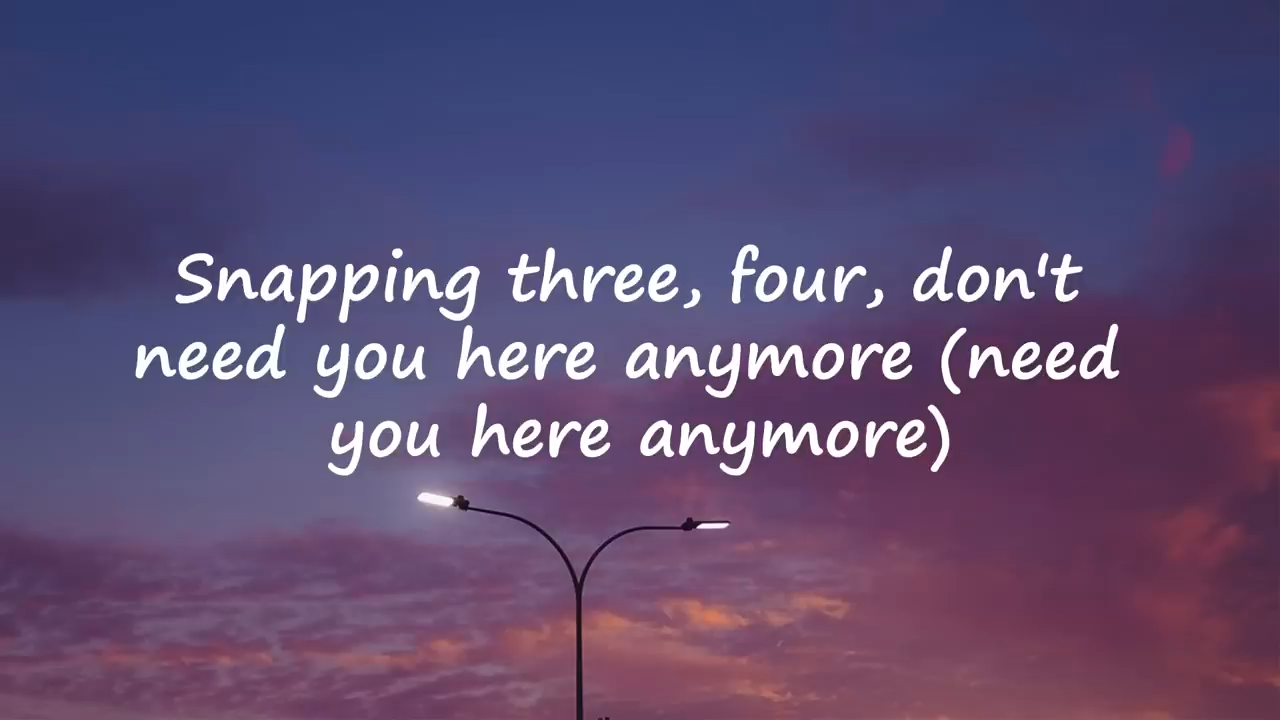 Snapping three, four, don't
need you here anymore (need
you here anymore)